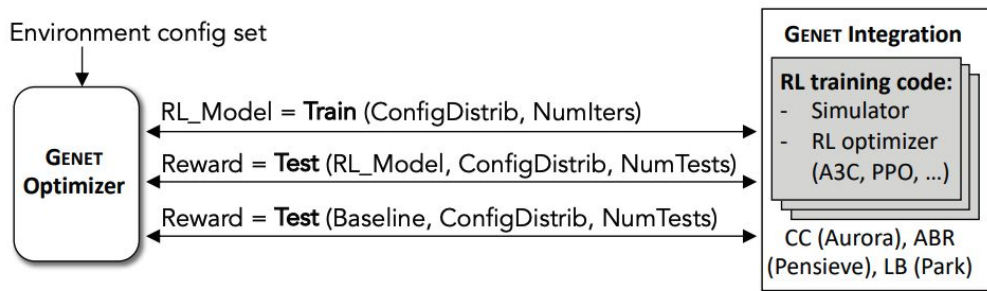 Environment config set
GENET
Optimizer
RL_Model = Train (ConfigDistrib, NumIters)
Reward = Test (RL_Model, ConfigDistrib, NumTests)
Reward = Test (Baseline, ConfigDistrib, NumTests)
GENET Integration
RL training code:
- Simulator
- RL optimizer
(A3C, PPO, ...)
CC (Aurora), ABR
(Pensieve), LB (Park)